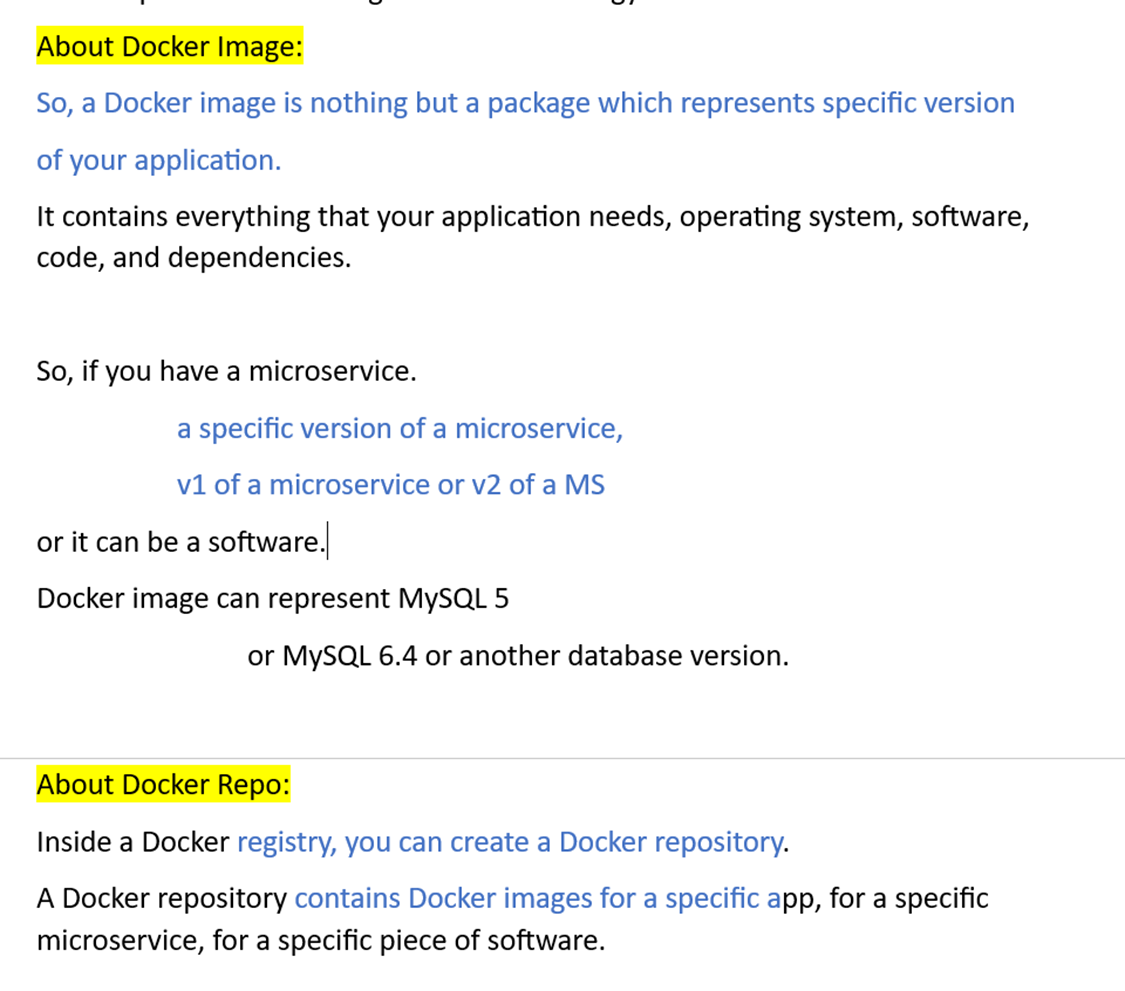 About Docker Image:
So, a Docker image is nothing but a package which represents specific version
of your application.
It contains everything that your application needs, operating system, software,
code, and dependencies.
So, if you have a microservice.
a specific version of a microservice,
v1 of a microservice or v2 of a MS
or it can be a software.
Docker image can represent MySQL 5
or MySQL 6.4 or another database version.
About Docker Repo:
Inside a Docker registry, you can create a Docker repository.
A Docker repository contains Docker images for a specific app, for a specific
microservice, for a specific piece of software.